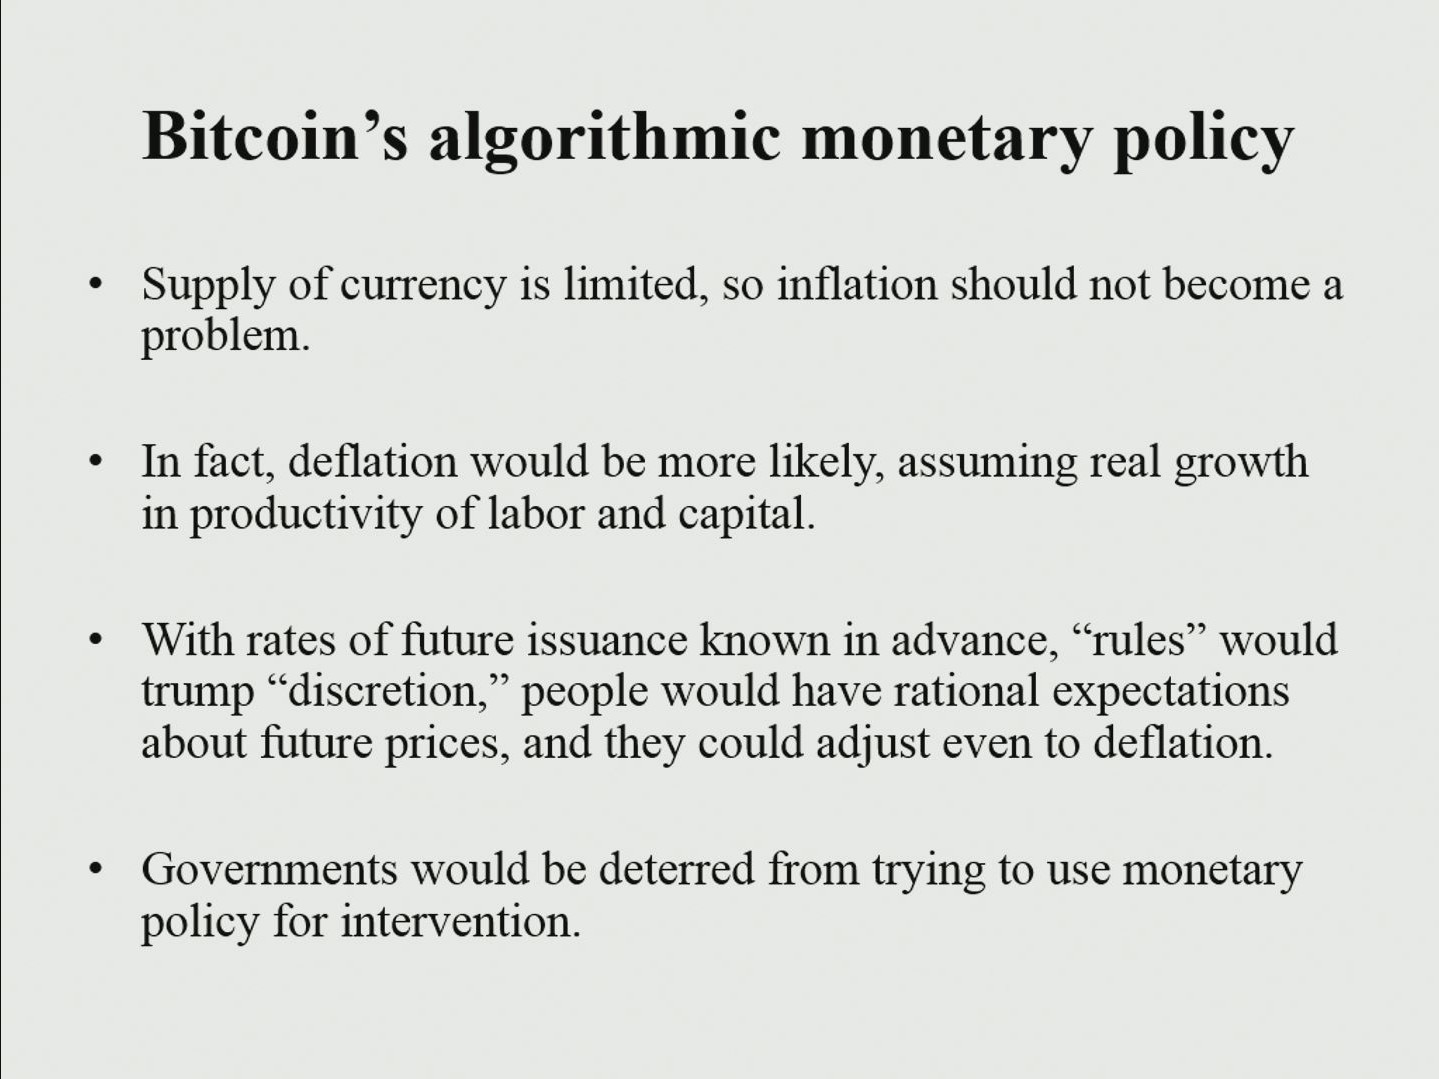 Bitcoin’s algorithmic monetary policy
• Supply of currency is limited, so inflation should not become a
problem.
• In fact, deflation would be more likely, assuming real growth
in productivity of labor and capital.
• With rates of future issuance known in advance, “rules” would
trump “discretion,” people would have rational expectations
about future prices, and they could adjust even to deflation.
• Governments would be deterred from trying to use monetary
policy for intervention.